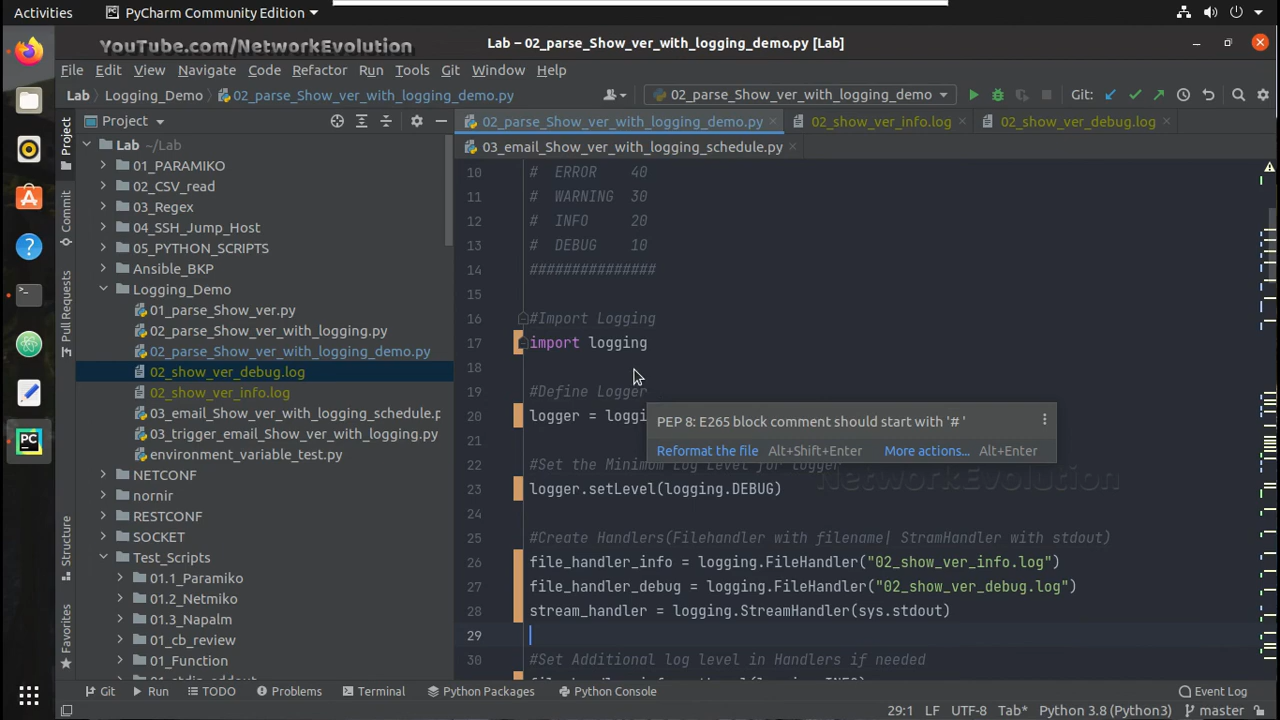 Activities
PyCharm Community Edition
YouTube.com/NetworkEvolution
Lab – 02_parse_Show_ver_with_logging_demo.py [Lab]
File Edit View Navigate Code Refactor Run Tools Git Window Help
Lab Logging_Demo 02_parse_Show_ver_with_logging_demo.py
02_parse_Show_ver_with_logging_demo
Git:
Project
02_parse_Show_ver_with_logging_demo.py
02_show_ver_info.log
02_show_ver_debug.log
03_email_Show_ver_with_logging_schedule.py
Project
Commit
Pull Requests
Structure
Favorites
Lab ~/Lab
01_PARAMIKO
02_CSV_read
03_Regex
04_SSH_Jump_Host
05_PYTHON_SCRIPTS
Ansible_BKP
Logging_Demo
01_parse_Show_ver.py
02_parse_Show_ver_with_logging.py
02_parse_Show_ver_with_logging_demo.py
02_show_ver_debug.log
02_show_ver_info.log
03_email_Show_ver_with_logging_schedule.p
03_trigger_email_Show_ver_with_logging.py
environment_variable_test.py
NETCONF
nornir
RESTCONF
SOCKET
Test_Scripts
01.1_Paramiko
01.2_Netmiko
01.3_Napalm
01_cb_review
01_Function
10 # ERROR 40
11 # WARNING 30
12 # INFO 20
13 # DEBUG 10
14 ###############
15
16 #Import Logging
17 import logging
18
19 #Define Logger
20 logger = loggi
21
22 #Set the Minimum Log Level for logger
23 logger.setLevel(logging.DEBUG)
24
25 #Create Handlers(Filehandler with filename| StramHandler with stdout)
26 file_handler_info = logging.FileHandler("02_show_ver_info.log")
27 file_handler_debug = logging.FileHandler("02_show_ver_debug.log")
28 stream_handler = logging.StreamHandler(sys.stdout)
29
30 #Set Additional log level in Handlers if needed
PEP 8: E265 block comment should start with '# '
Reformat the file Alt+Shift+Enter More actions... Alt+Enter
NetworkEvolution
Git Run TODO Problems Terminal Python Packages Python Console Event Log
29:1 LF UTF-8 Tab* Python 3.8 (Python3) master